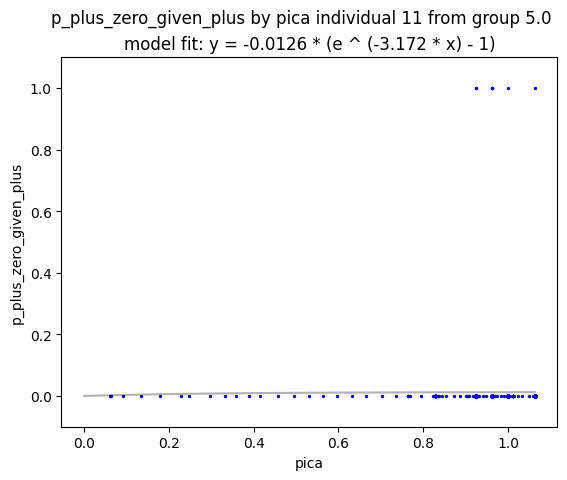 p_plus_zero_given_plus by pica individual 11 from group 5.0
model fit: y = -0.0126 * (e ^ (-3.172 * x) - 1)
1.0
0.8
0.6
0.4
0.2
0.0
p_plus_zero_given_plus
0.0 0.2 0.4 0.6 0.8 1.0
pica